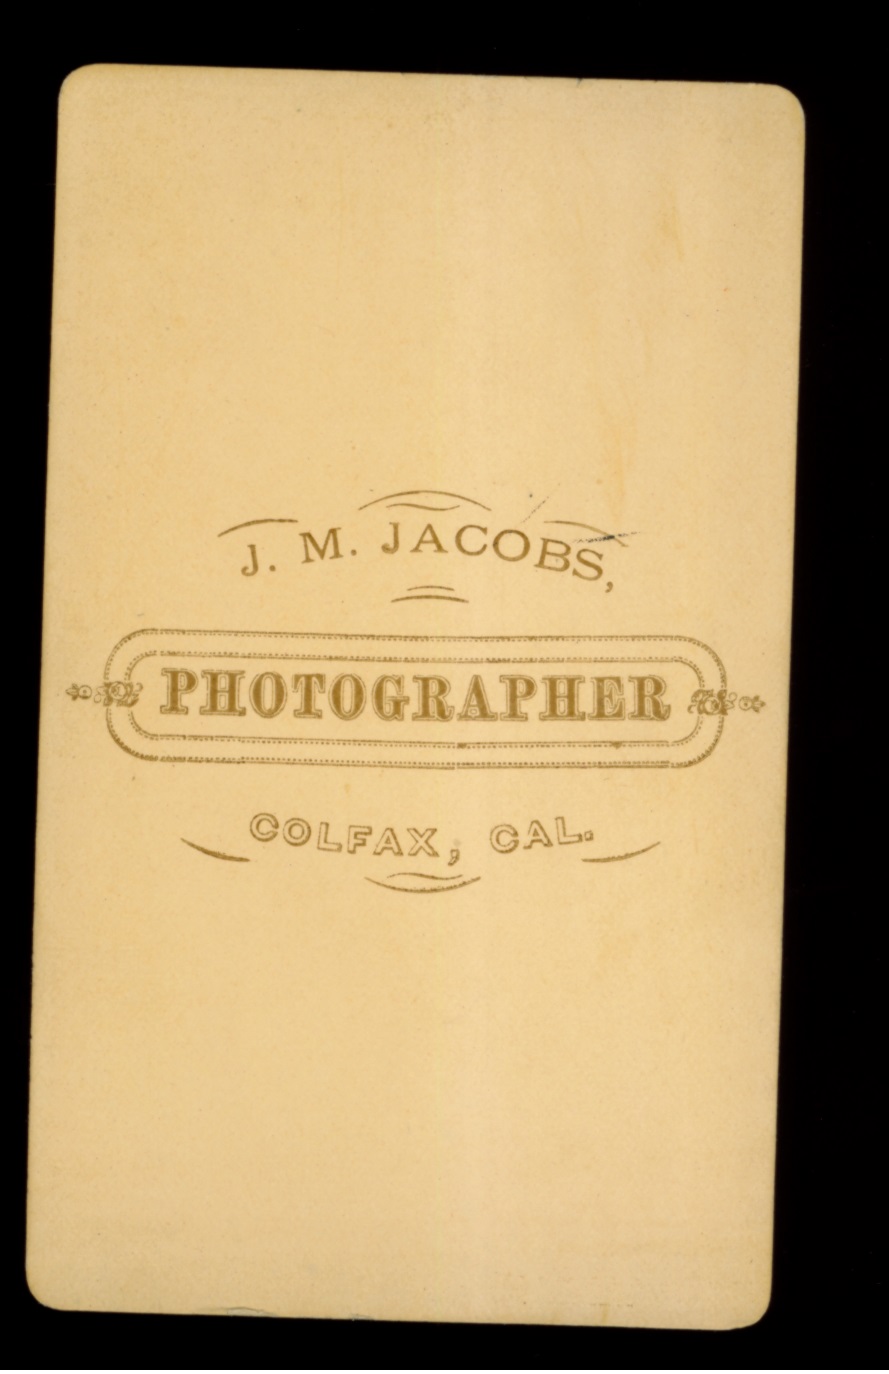 J. M. JACOBS,
PHOTOGRAPHER
COLFAX, CAL.